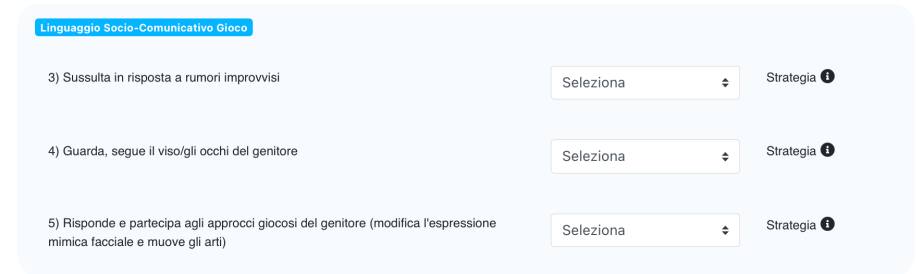 Linguaggio Socio-Comunicativo Gioco
3) Sussulta in risposta a rumori improvvisi
Seleziona
Strategia
4) Guarda, segue il viso/gli occhi del genitore
Seleziona
Strategia
5) Risponde e partecipa agli approcci giocosi del genitore (modifica l'espressione
mimica facciale e muove gli arti)
Seleziona
Strategia